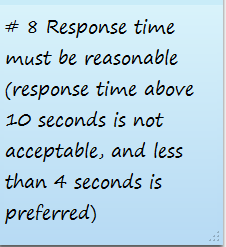 # 8 Response time
must be reasonable
(response time above
10 seconds is not
acceptable, and less
than 4 seconds is
preferred)